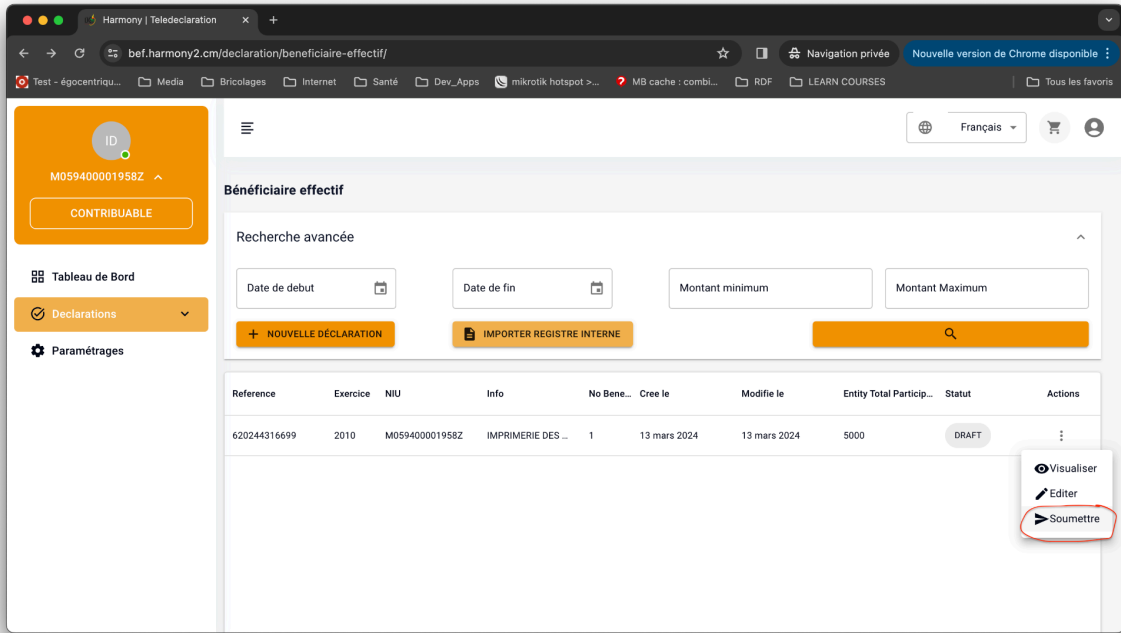 Harmony | Teledeclaration
bef.harmony2.cm/declaration/beneficiaire-effectif/
Navigation privée
Nouvelle version de Chrome disponible
Test - égocentriqu...
Media
Bricolages
Internet
Santé
Dev_Apps
mikrotik hotspot >...
MB cache : combi...
RDF
LEARN COURSES
Tous les favoris
ID
M059400001958Z
CONTRIBUABLE
Tableau de Bord
Declarations
Paramétrages
Français
Bénéficiaire effectif
Recherche avancée
Date de debut
Date de fin
Montant minimum
Montant Maximum
NOUVELLE DÉCLARATION
IMPORTER REGISTRE INTERNE
Reference Exercice NIU Info No Bene... Cree le Modifie le Entity Total Particip... Statut Actions
620244316699 2010 M059400001958Z IMPRIMERIE DES ... 1 13 mars 2024 13 mars 2024 5000 DRAFT
Visualiser
Editer
Soumettre